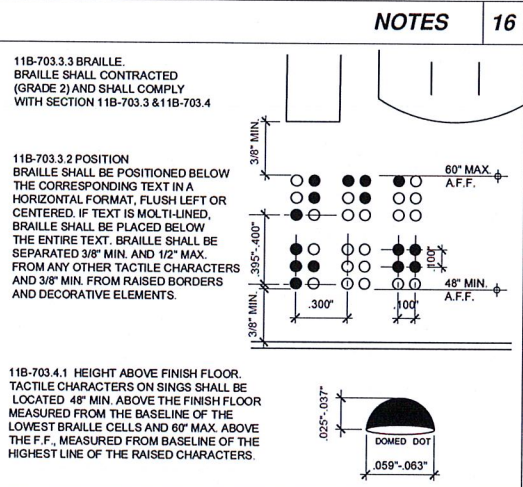 NOTES 16
11B-703.3.3 BRAILLE.
BRAILLE SHALL CONTRACTED
(GRADE 2) AND SHALL COMPLY
WITH SECTION 11B-703.3 &11B-703.4
11B-703.3.2 POSITION
BRAILLE SHALL BE POSITIONED BELOW
THE CORRESPONDING TEXT IN A
HORIZONTAL FORMAT, FLUSH LEFT OR
CENTERED. IF TEXT IS MOLTI-LINED,
BRAILLE SHALL BE PLACED BELOW
THE ENTIRE TEXT. BRAILLE SHALL BE
SEPARATED 3/8" MIN. AND 1/2" MAX.
FROM ANY OTHER TACTILE CHARACTERS
AND 3/8" MIN. FROM RAISED BORDERS
AND DECORATIVE ELEMENTS.
3/8" MIN.
60" MAX.
A.F.F.
.395"-.400"
.100"
48" MIN.
A.F.F.
.300"
.100"
3/8" MIN.
11B-703.4.1 HEIGHT ABOVE FINISH FLOOR.
TACTILE CHARACTERS ON SINGS SHALL BE
LOCATED 48" MIN. ABOVE THE FINISH FLOOR
MEASURED FROM THE BASELINE OF THE
LOWEST BRAILLE CELLS AND 60" MAX. ABOVE
THE F.F., MEASURED FROM BASELINE OF THE
HIGHEST LINE OF THE RAISED CHARACTERS.
.025"-.037"
DOMED DOT
.059"-.063"